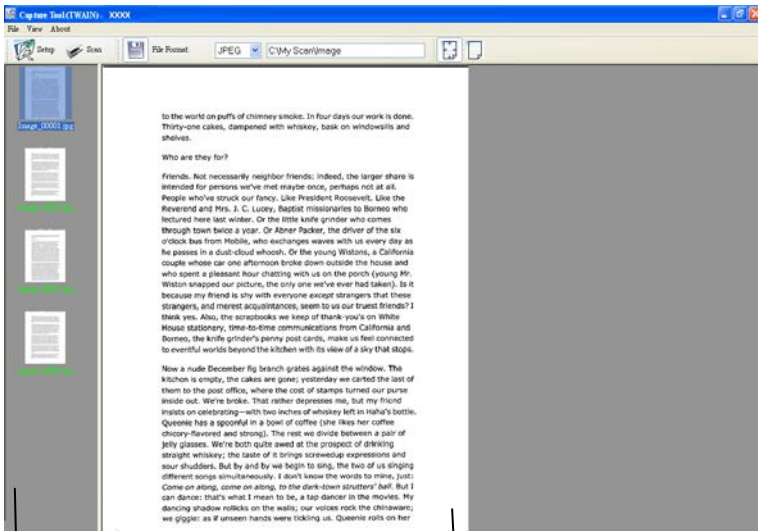 Capture Tool(TWAIN) - XXXX
File View About
Setup Scan File Format: JPEG C:\My Scan\Image
Image_00001.jpg
to the world on puffs of chimney smoke. In four days our work is done.
Thirty-one cakes, dampened with whiskey, bask on windowsills and
shelves.
Who are they for?
Friends. Not necessarily neighbor friends: indeed, the larger share is
intended for persons we've met maybe once, perhaps not at all.
People who've struck our fancy. Like President Roosevelt. Like the
Reverend and Mrs. J. C. Lucey, Baptist missionaries to Borneo who
lectured here last winter. Or the little knife grinder who comes
through town twice a year. Or Abner Packer, the driver of the six
o'clock bus from Mobile, who exchanges waves with us every day as
he passes in a dust-cloud whoosh. Or the young Wistons, a California
couple whose car one afternoon broke down outside the house and
who spent a pleasant hour chatting with us on the porch (young Mr.
Wiston snapped our picture, the only one we've ever had taken). Is it
because my friend is shy with everyone except strangers that these
strangers, and merest acquaintances, seem to us our truest friends? I
think yes. Also, the scrapbooks we keep of thank-you's on White
House stationery, time-to-time communications from California and
Borneo, the knife grinder's penny post cards, make us feel connected
to eventful worlds beyond the kitchen with its view of a sky that stops.
Now a nude December fig branch grates against the window. The
kitchen is empty, the cakes are gone; yesterday we carted the last of
them to the post office, where the cost of stamps turned our purse
inside out. We're broke. That rather depresses me, but my friend
insists on celebrating—with two inches of whiskey left in Haha's bottle.
Queenie has a spoonful in a bowl of coffee (she likes her coffee
chicory-flavored and strong). The rest we divide between a pair of
jelly glasses. We're both quite awed at the prospect of drinking
straight whiskey; the taste of it brings screwedup expressions and
sour shudders. But by and by we begin to sing, the two of us singing
different songs simultaneously. I don't know the words to mine, just:
Come on along, come on along, to the dark-town strutters' ball. But I
can dance: that's what I mean to be, a tap dancer in the movies. My
dancing shadow rollicks on the walls; our voices rock the chinaware;
we giggle: as if unseen hands were tickling us. Queenie rolls on her